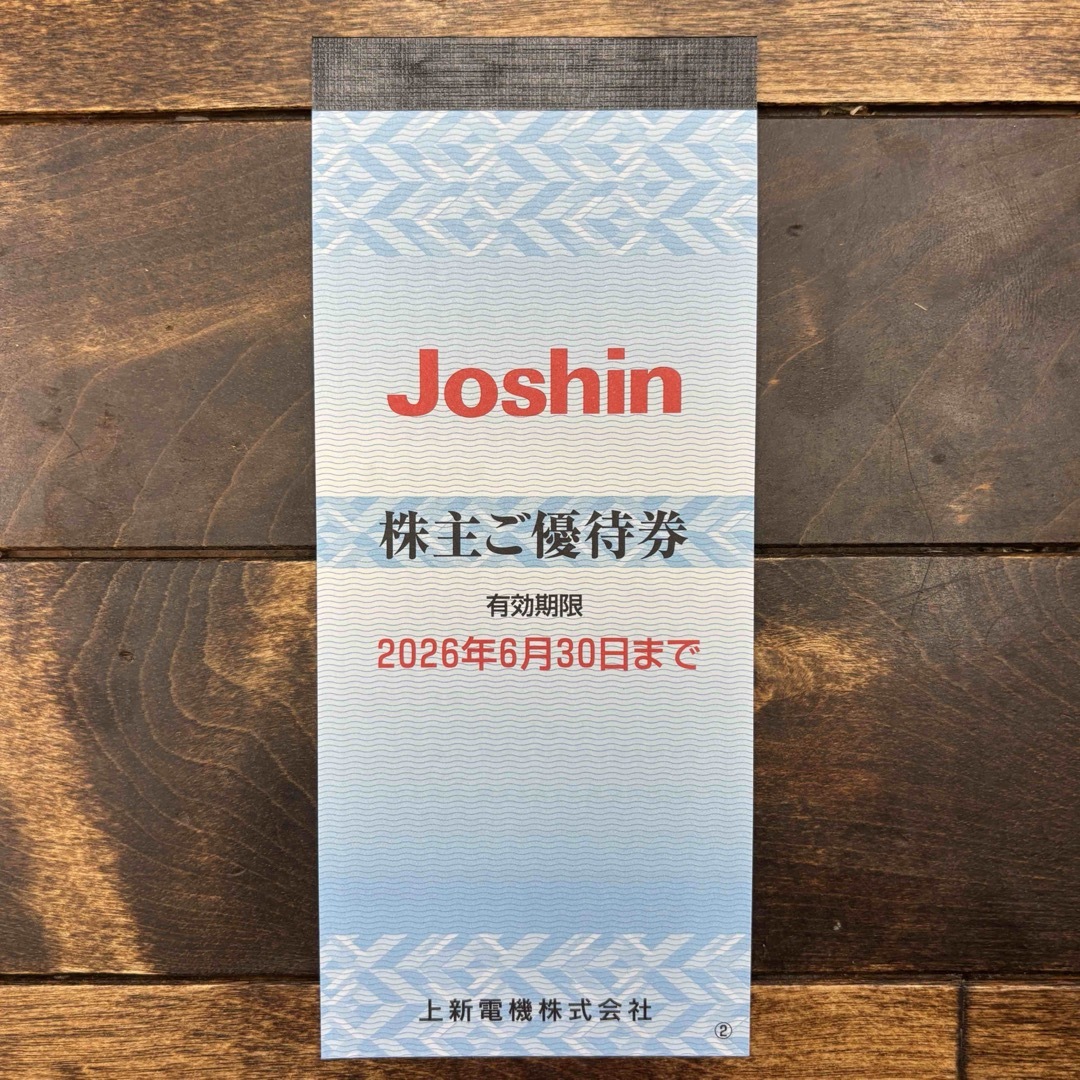 Joshin
株主ご優待券
有効期限
2026年6月30日まで
上新電機株式会社
②